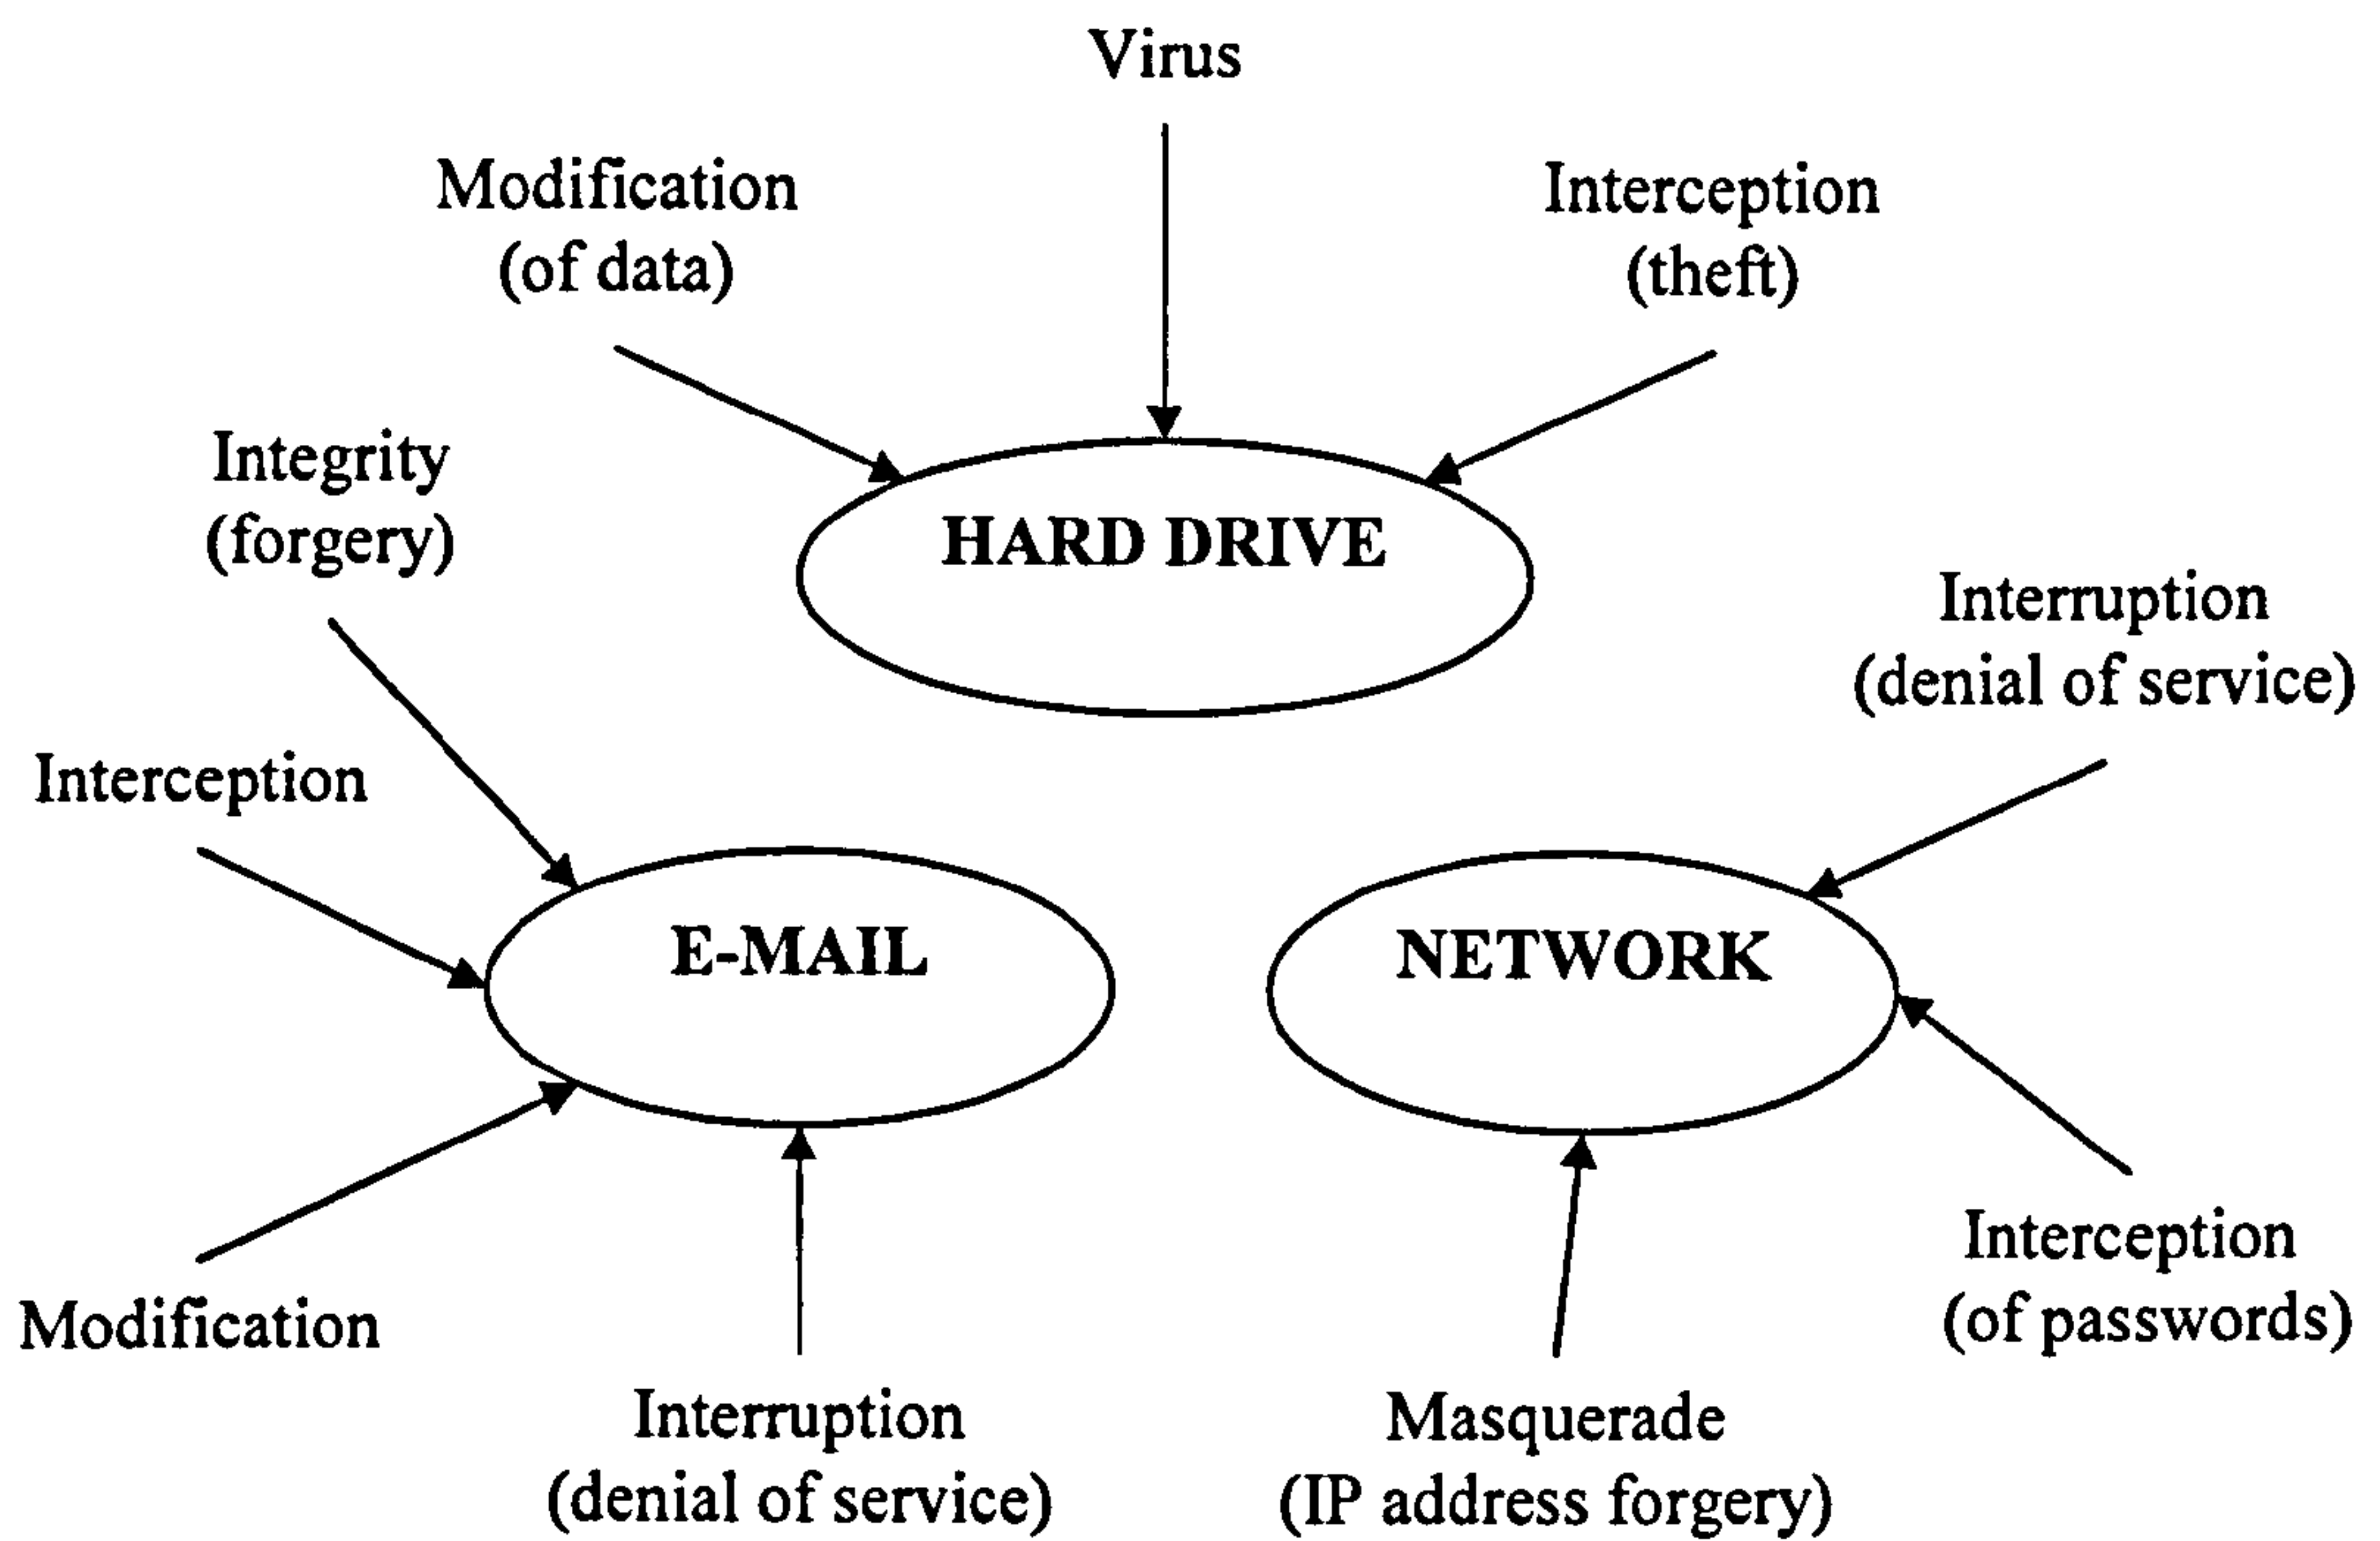 Virus
Modification
(of data)
Interception
(theft)
Integrity
(forgery)
HARD DRIVE
Interruption
(denial of service)
Interception
E-MAIL
NETWORK
Modification
Interception
(of passwords)
Interruption
(denial of service)
Masquerade
(IP address forgery)